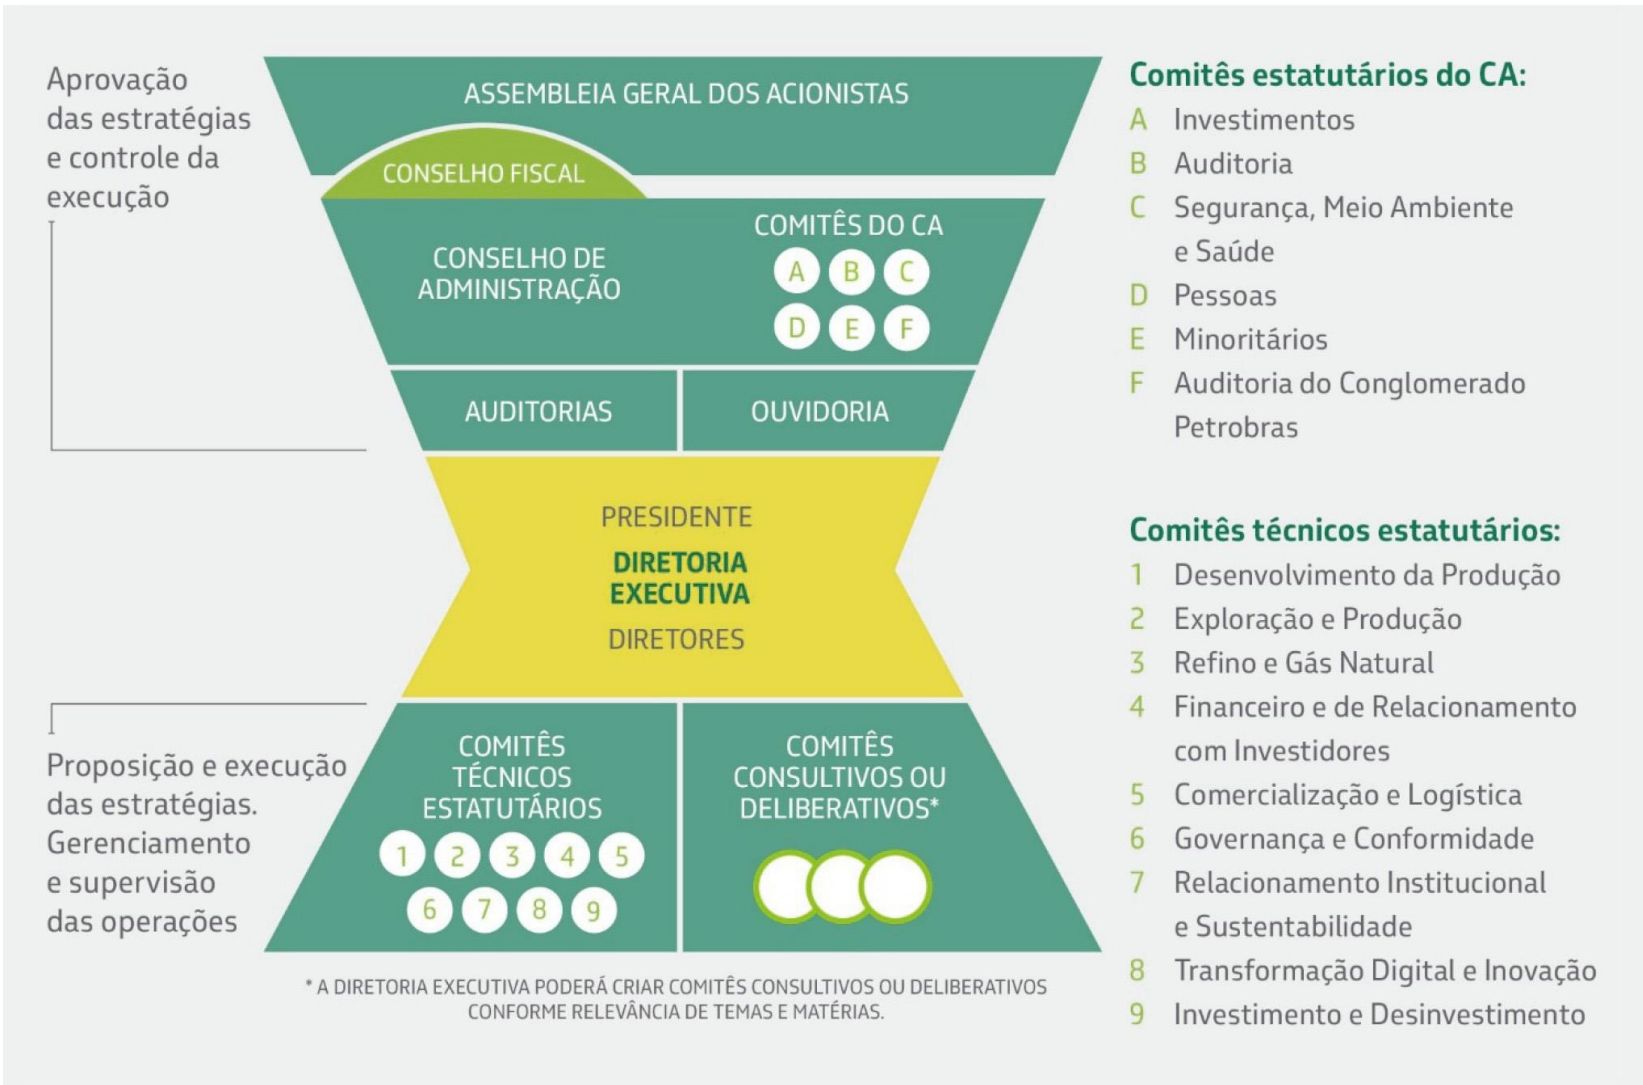 Aprovação
das estratégias
e controle da
execução
ASSEMBLEIA GERAL DOS ACIONISTAS
CONSELHO FISCAL
CONSELHO DE
ADMINISTRAÇÃO
COMITÊS DO CA
A B C
D E F
AUDITORIAS
OUVIDORIA
PRESIDENTE
DIRETORIA
EXECUTIVA
DIRETORES
Proposição e execução
das estratégias.
Gerenciamento
e supervisão
das operações
COMITÊS
TÉCNICOS
ESTATUTÁRIOS
1 2 3 4 5
6 7 8 9
COMITÊS
CONSULTIVOS OU
DELIBERATIVOS*
* A DIRETORIA EXECUTIVA PODERÁ CRIAR COMITÊS CONSULTIVOS OU DELIBERATIVOS
CONFORME RELEVÂNCIA DE TEMAS E MATÉRIAS.
Comitês estatutários do CA:
A Investimentos
B Auditoria
C Segurança, Meio Ambiente
e Saúde
D Pessoas
E Minoritários
F Auditoria do Conglomerado
Petrobras
Comitês técnicos estatutários:
1 Desenvolvimento da Produção
2 Exploração e Produção
3 Refino e Gás Natural
4 Financeiro e de Relacionamento
com Investidores
5 Comercialização e Logística
6 Governança e Conformidade
7 Relacionamento Institucional
e Sustentabilidade
8 Transformação Digital e Inovação
9 Investimento e Desinvestimento